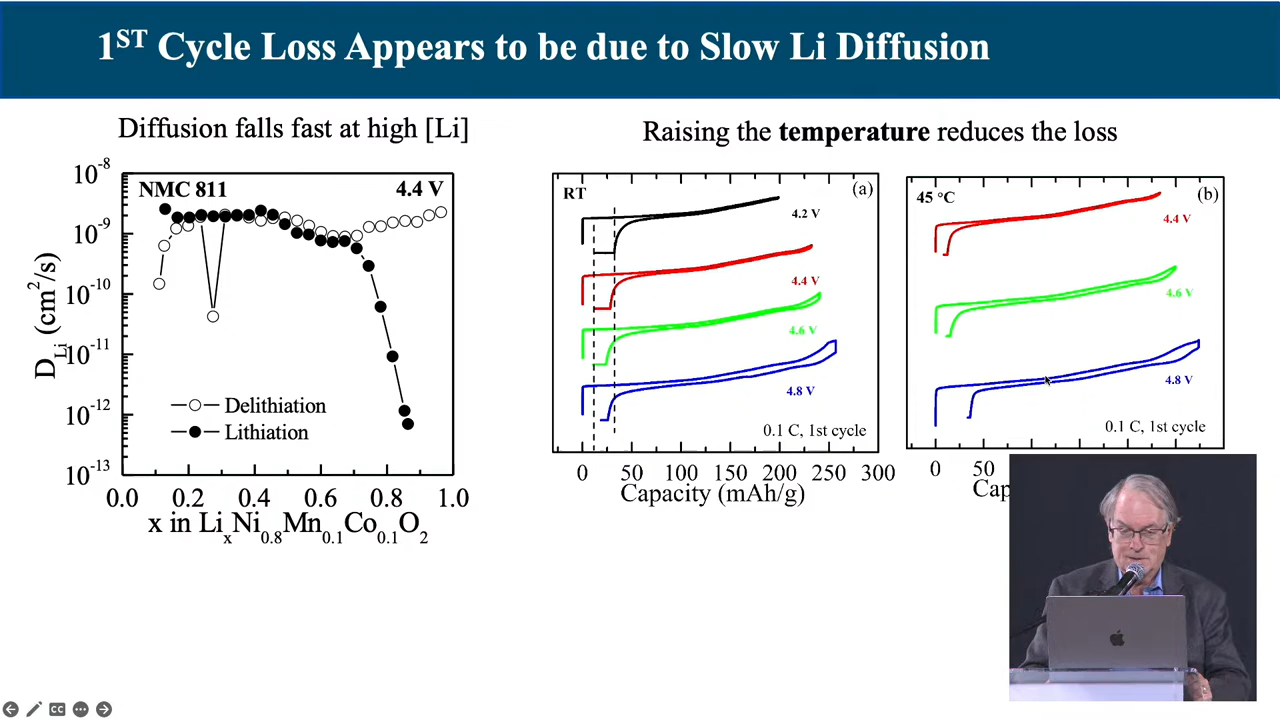 1ST Cycle Loss Appears to be due to Slow Li Diffusion
Diffusion falls fast at high [Li]
Raising the temperature reduces the loss
10-8
10-9
10-10
10-11
10-12
10-13
DLi (cm2/s)
NMC 811
4.4 V
Delithiation
Lithiation
0.0 0.2 0.4 0.6 0.8 1.0
x in LixNi0.8Mn0.1Co0.1O2
RT
(a)
4.2 V
4.4 V
4.6 V
4.8 V
0.1 C, 1st cycle
0 50 100 150 200 250 300
Capacity (mAh/g)
45 °C
(b)
4.4 V
4.6 V
4.8 V
0.1 C, 1st cycle
0 50
CC